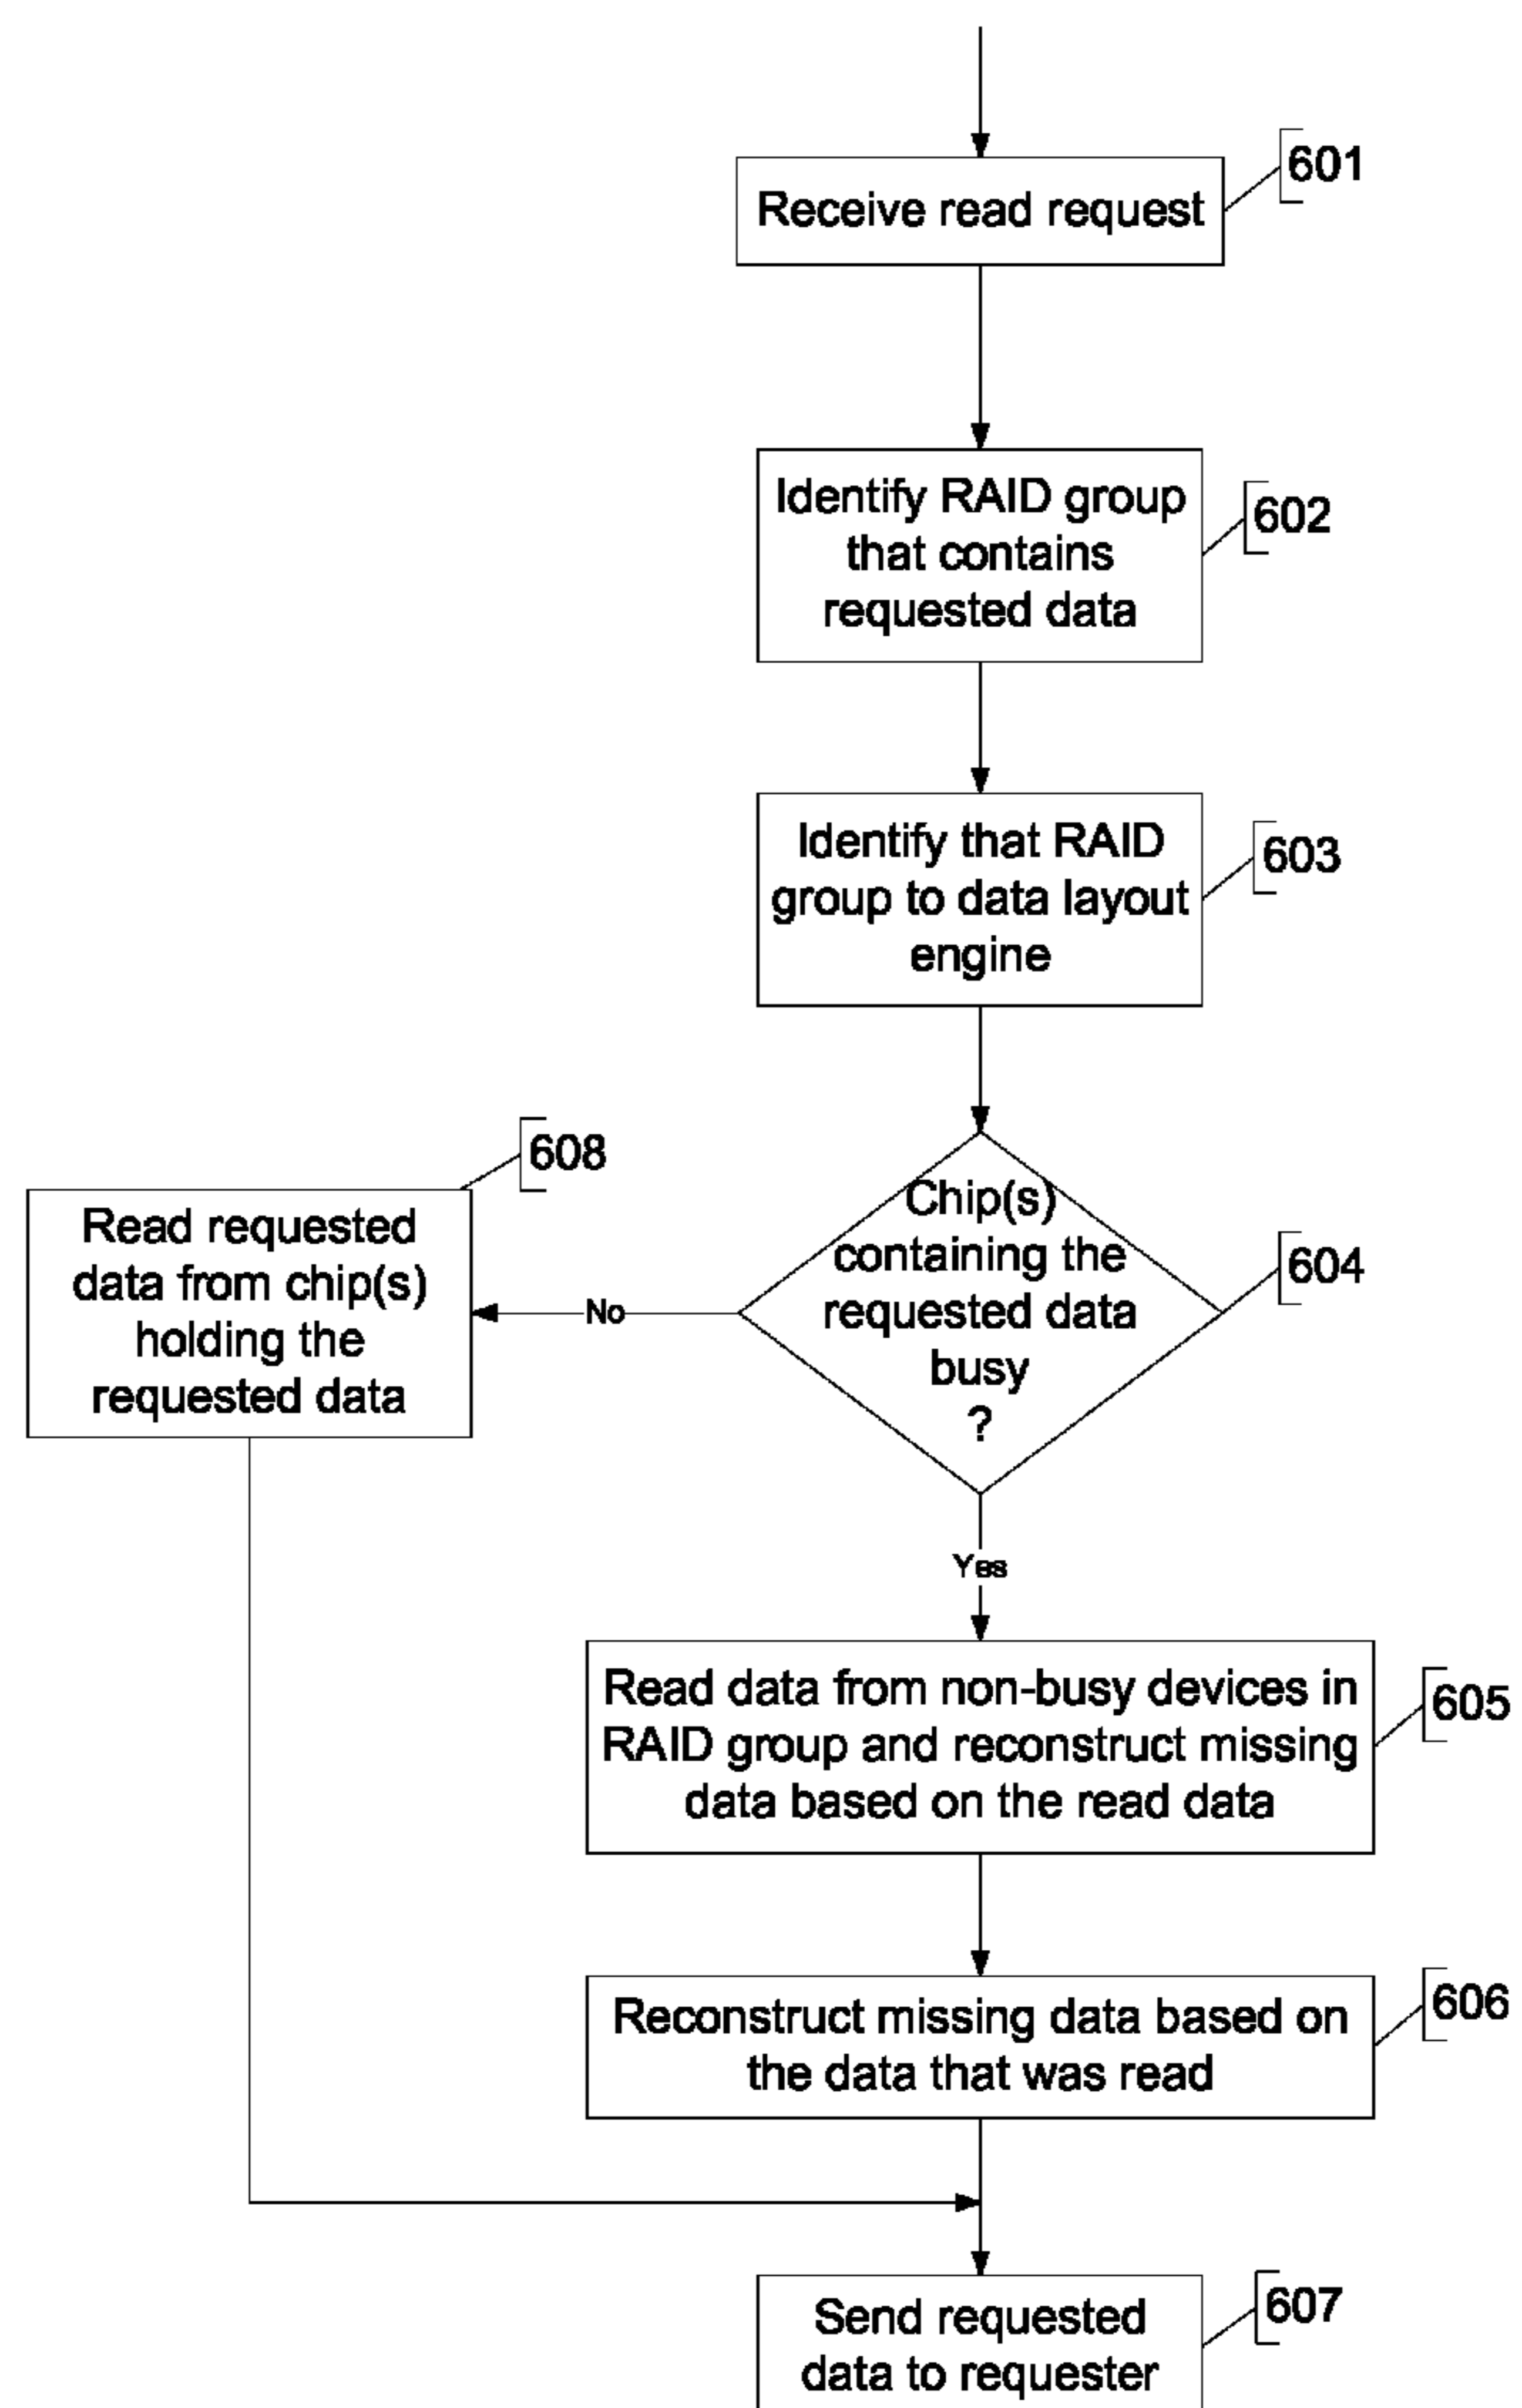 Receive read request
601
Identify RAID group
that contains
requested data
602
Identify that RAID
group to data layout
engine
603
Chip(s)
containing the
requested data
busy
?
604
No
608
Read requested
data from chip(s)
holding the
requested data
Yes
Read data from non-busy devices in
RAID group and reconstruct missing
data based on the read data
605
Reconstruct missing data based on
the data that was read
606
Send requested
data to requester
607